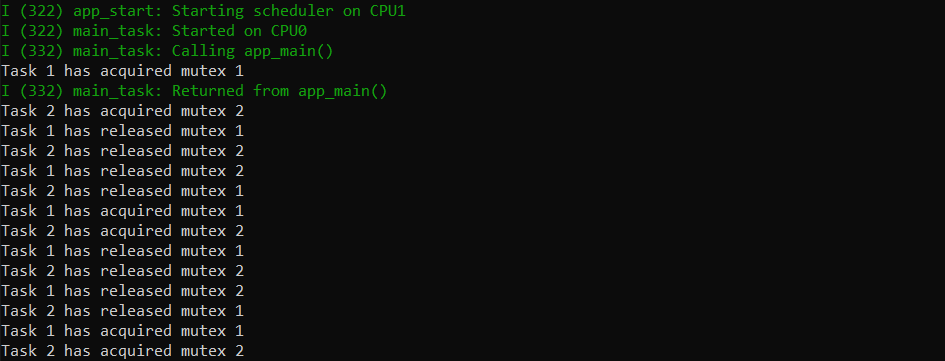 I (322) app_start: Starting scheduler on CPU1
I (322) main_task: Started on CPU0
I (332) main_task: Calling app_main()
Task 1 has acquired mutex 1
I (332) main_task: Returned from app_main()
Task 2 has acquired mutex 2
Task 1 has released mutex 1
Task 2 has released mutex 2
Task 1 has released mutex 2
Task 2 has released mutex 1
Task 1 has acquired mutex 1
Task 2 has acquired mutex 2
Task 1 has released mutex 1
Task 2 has released mutex 2
Task 1 has released mutex 2
Task 2 has released mutex 1
Task 1 has acquired mutex 1
Task 2 has acquired mutex 2